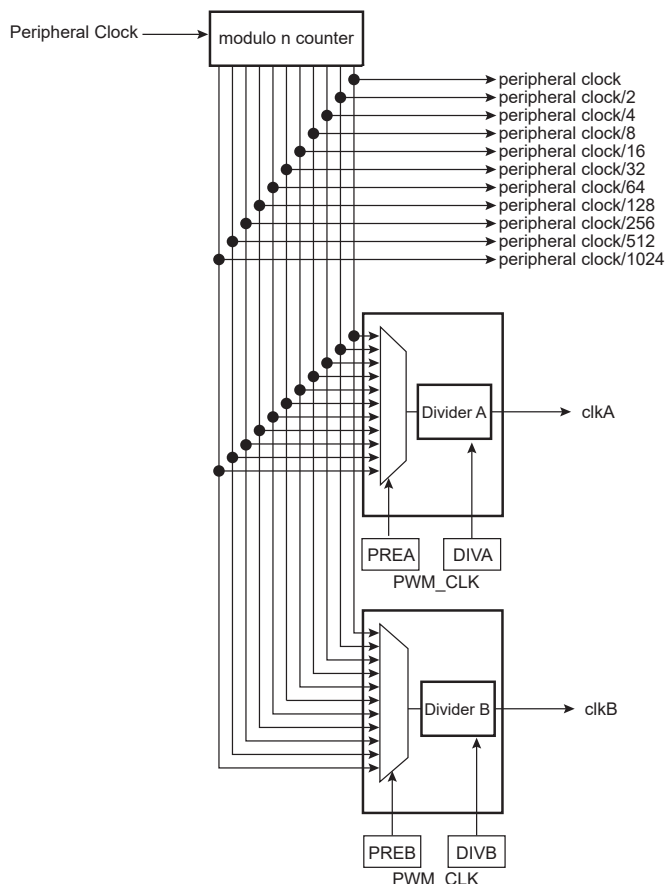 Peripheral Clock
modulo n counter
peripheral clock
peripheral clock/2
peripheral clock/4
peripheral clock/8
peripheral clock/16
peripheral clock/32
peripheral clock/64
peripheral clock/128
peripheral clock/256
peripheral clock/512
peripheral clock/1024
Divider A
clkA
PREA
DIVA
PWM_CLK
Divider B
clkB
PREB
DIVB
PWM_CLK